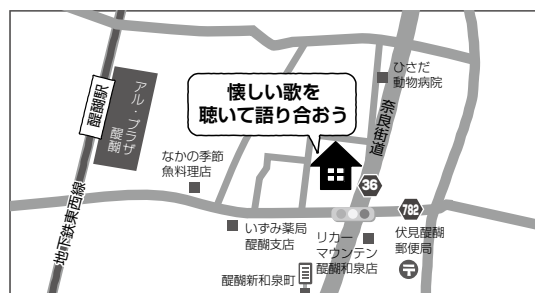 ひさだ
動物病院
懐しい歌を
聴いて語り合おう
アル・プラザ
醍醐
醍醐駅
奈良街道
なかの季節
魚料理店
36
782
地下鉄東西線
いずみ薬局
醍醐支店
リカー
マウンテン
醍醐和泉店
伏見醍醐
郵便局
醍醐新和泉町